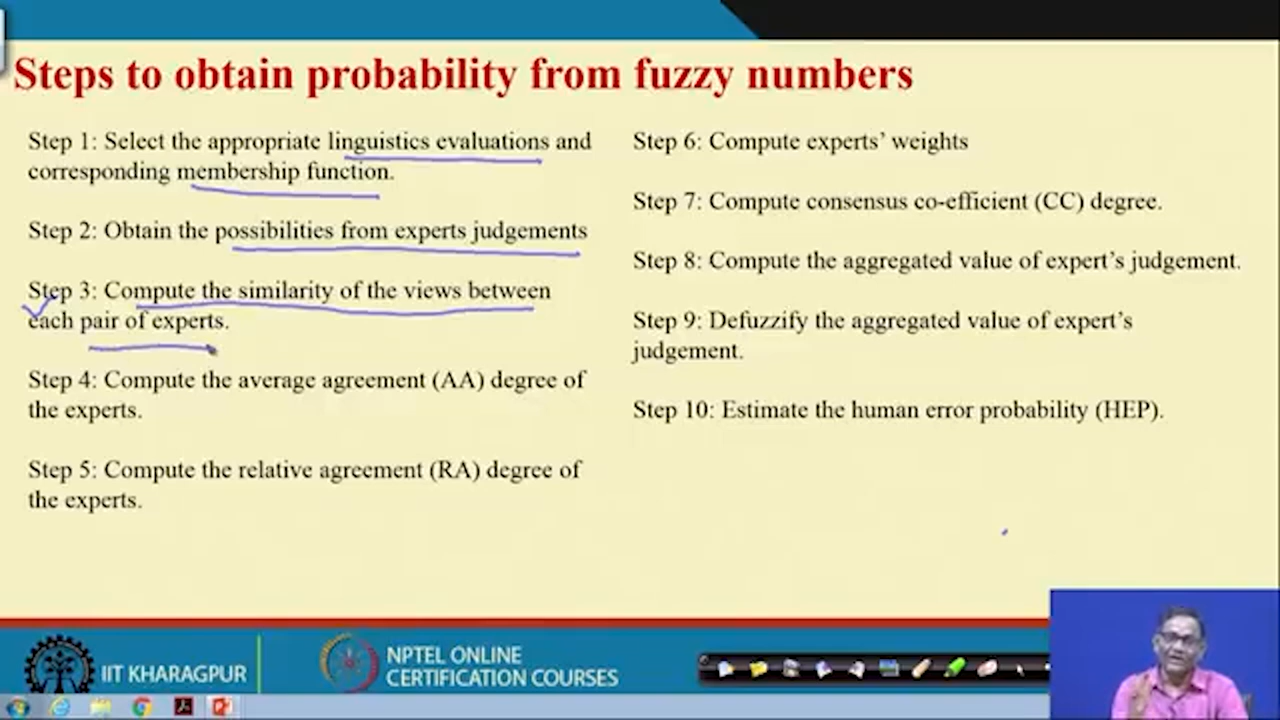 Steps to obtain probability from fuzzy numbers
Step 1: Select the appropriate linguistics evaluations and
corresponding membership function.
Step 2: Obtain the possibilities from experts judgements
Step 3: Compute the similarity of the views between
each pair of experts.
Step 4: Compute the average agreement (AA) degree of
the experts.
Step 5: Compute the relative agreement (RA) degree of
the experts.
Step 6: Compute experts’ weights
Step 7: Compute consensus co-efficient (CC) degree.
Step 8: Compute the aggregated value of expert’s judgement.
Step 9: Defuzzify the aggregated value of expert’s
judgement.
Step 10: Estimate the human error probability (HEP).
IIT KHARAGPUR
NPTEL ONLINE
CERTIFICATION COURSES